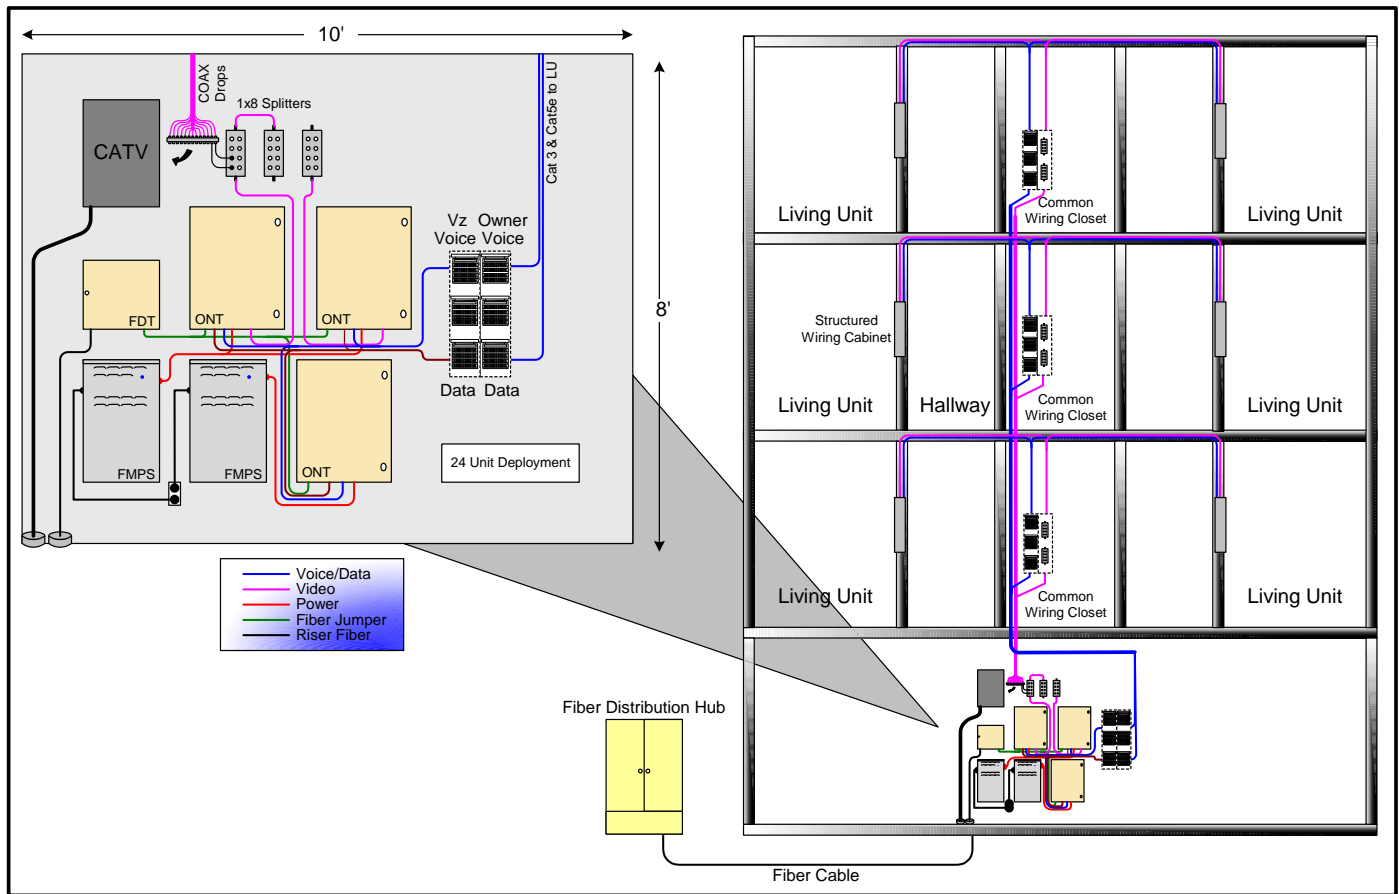 10'
8'
COAX
Drops
1x8 Splitters
Cat 3 & Cat5e to LU
CATV
Vz
Voice
Owner
Voice
FDT
ONT
ONT
Data
Data
FMPS
FMPS
ONT
24 Unit Deployment
Voice/Data
Video
Power
Fiber Jumper
Riser Fiber
Living Unit
Common
Wiring Closet
Living Unit
Structured
Wiring Cabinet
Living Unit
Hallway
Common
Wiring Closet
Living Unit
Living Unit
Common
Wiring Closet
Living Unit
Fiber Distribution Hub
Fiber Cable